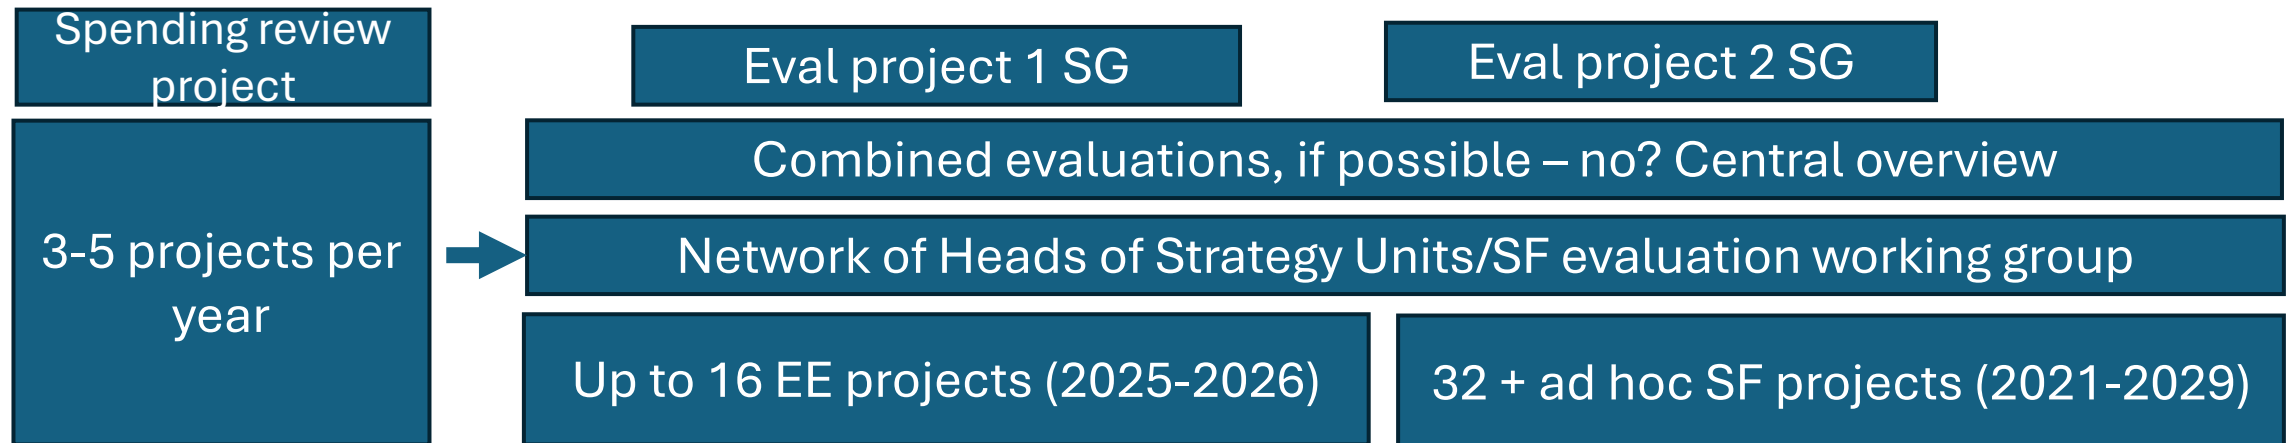 Spending review
project
Eval project 1 SG
Eval project 2 SG
Combined evaluations, if possible – no? Central overview
3-5 projects per
year
Network of Heads of Strategy Units/SF evaluation working group
Up to 16 EE projects (2025-2026)
32 + ad hoc SF projects (2021-2029)